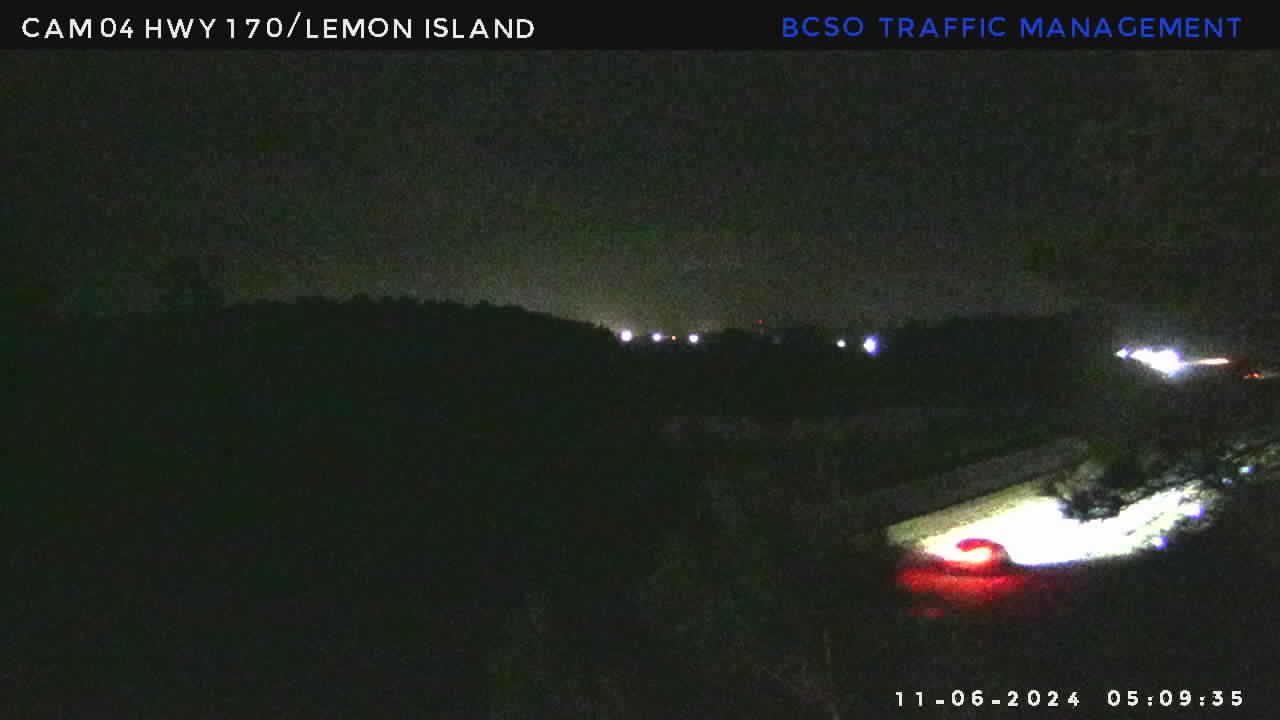 CAM04 HWY 170/LEMON ISLAND
BCSO TRAFFIC MANAGEMENT
11-06-2024 05:09:35